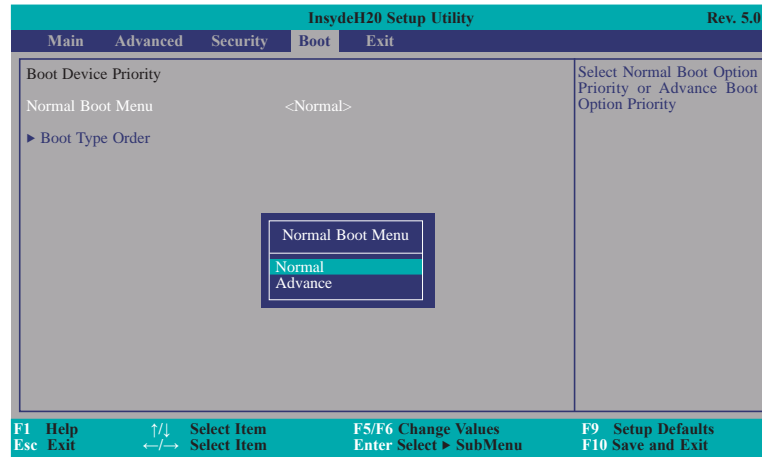 InsydeH20 Setup Utility Rev. 5.0
Main Advanced Security Boot Exit
Boot Device Priority
Normal Boot Menu <Normal>
▶ Boot Type Order
Select Normal Boot Option
Priority or Advance Boot
Option Priority
Normal Boot Menu
Normal
Advance
F1 Help ↑/↓ Select Item F5/F6 Change Values F9 Setup Defaults
Esc Exit ←/→ Select Item Enter Select ▶ SubMenu F10 Save and Exit